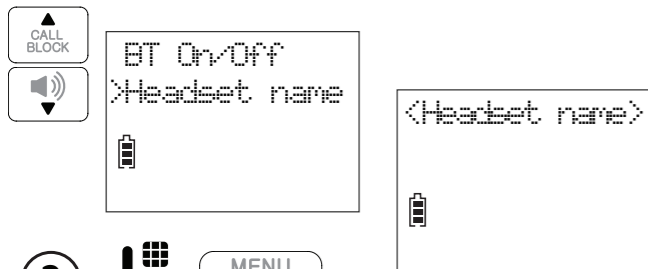 CALL
BLOCK
BT On/Off
>Headset name
<Headset name>
MENU